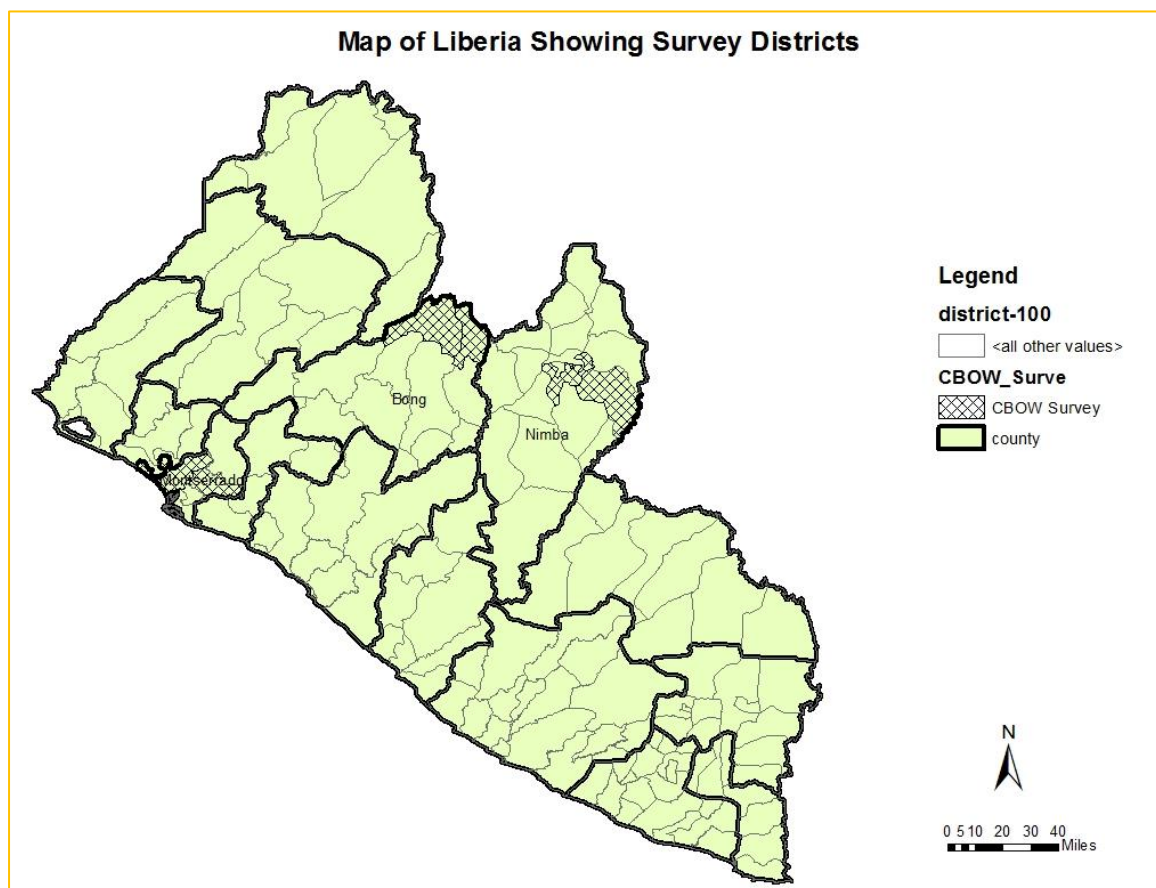 Map of Liberia Showing Survey Districts
Legend
district-100
<all other values>
CBOW_Surve
CBOW Survey
county
Bong
Nimba
Montserrado
N
0 5 10 20 30 40
Miles